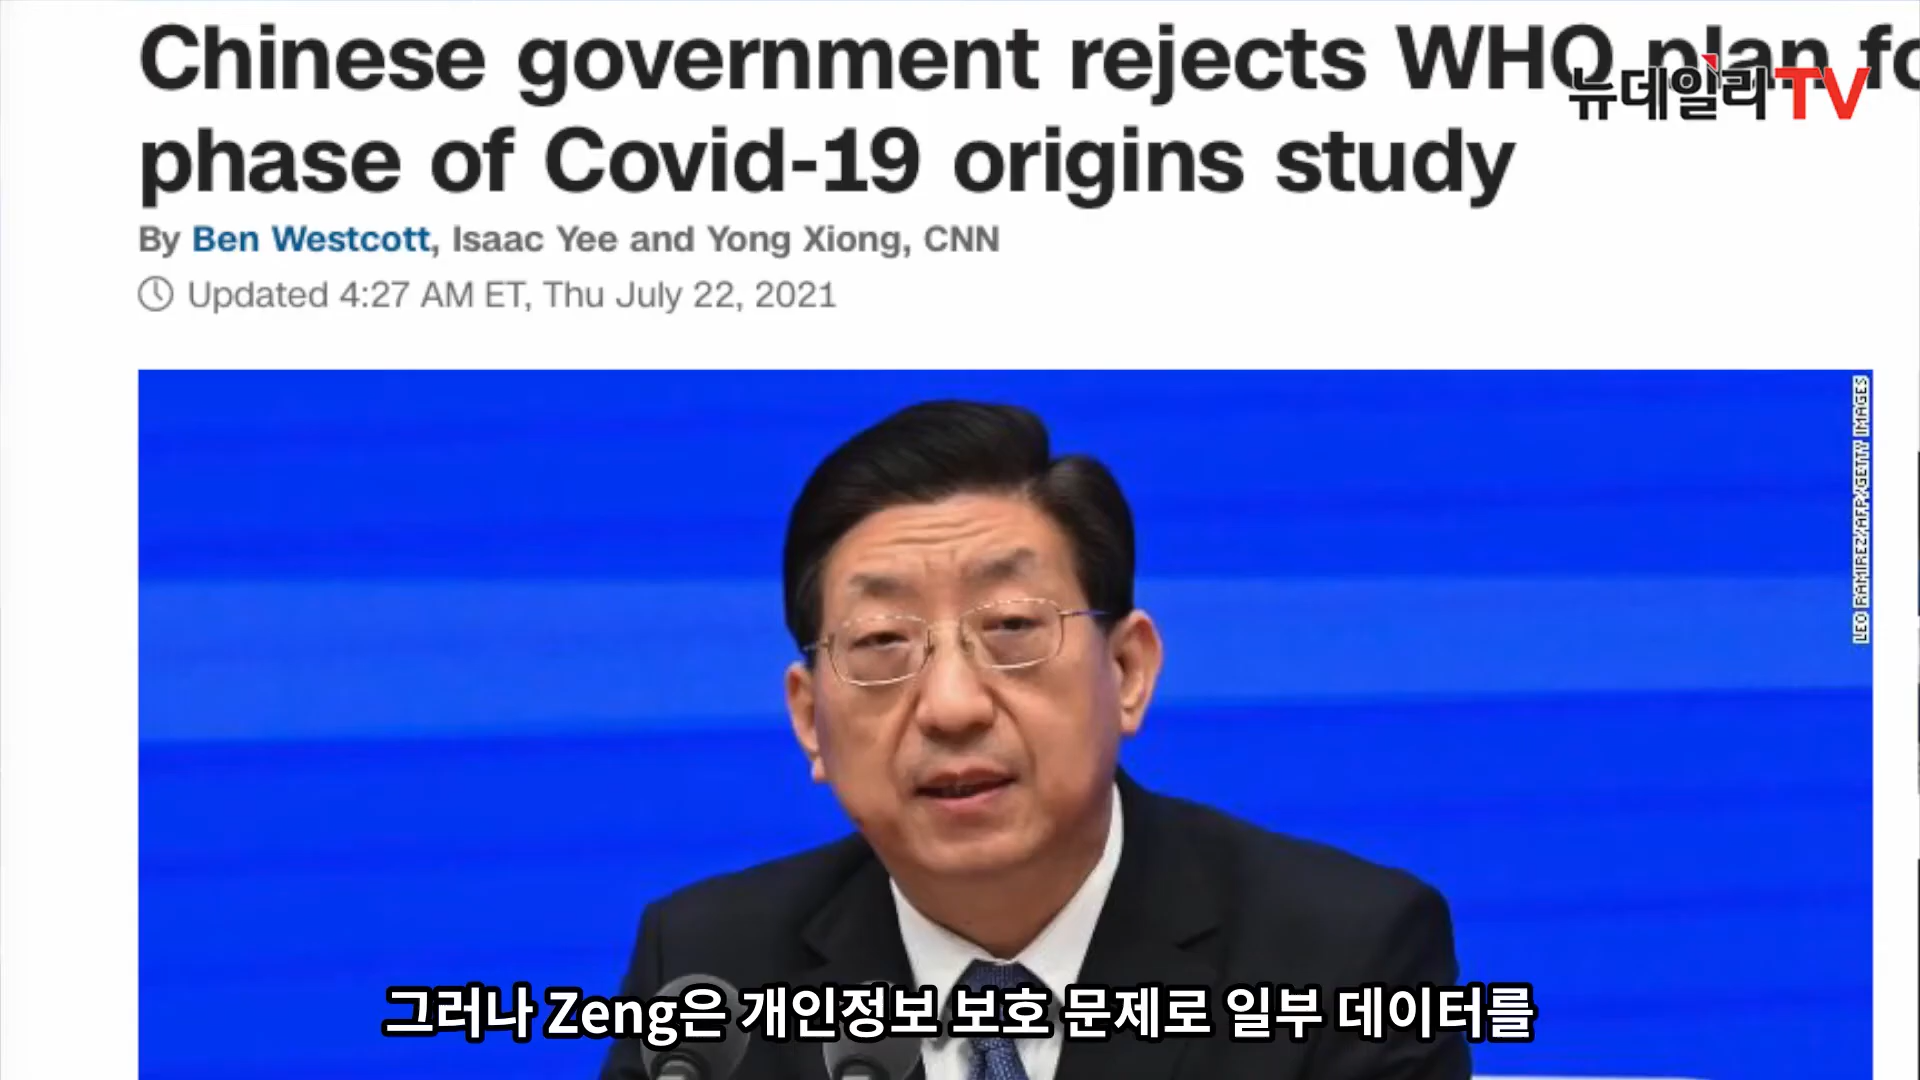 Chinese government rejects WHO plan fo
phase of Covid-19 origins study
뉴데일리TV
By Ben Westcott, Isaac Yee and Yong Xiong, CNN
Updated 4:27 AM ET, Thu July 22, 2021
LEO RAMIREZ/AFP/GETTY IMAGES
그러나 Zeng은 개인정보 보호 문제로 일부 데이터를